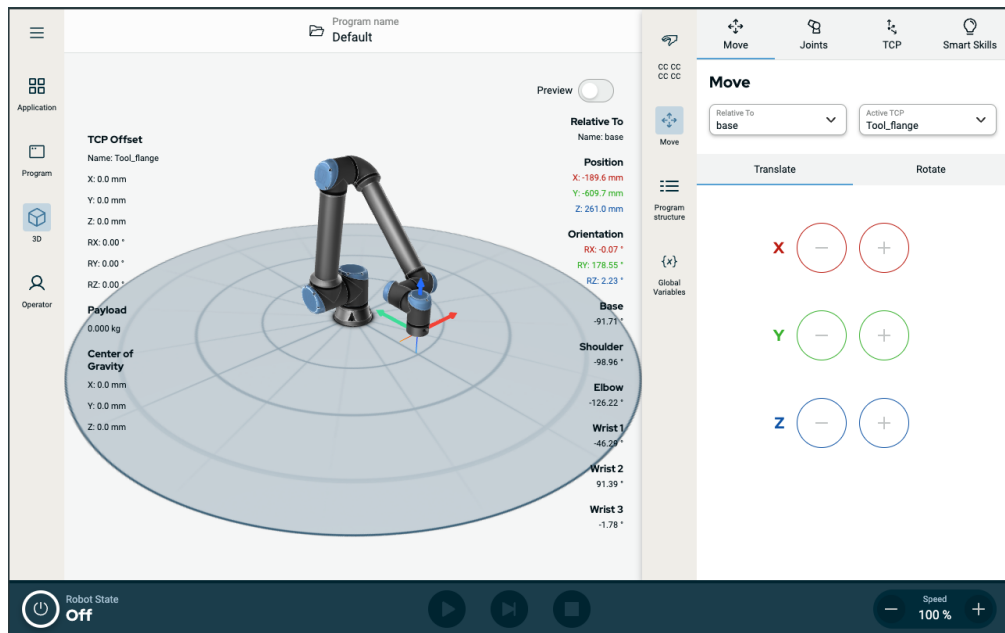 Program name
Default
Application
Program
3D
Operator
Preview
TCP Offset
Name: Tool_flange
X: 0.0 mm
Y: 0.0 mm
Z: 0.0 mm
RX: 0.00 °
RY: 0.00 °
RZ: 0.00 °
Payload
0.000 kg
Center of
Gravity
X: 0.0 mm
Y: 0.0 mm
Z: 0.0 mm
Relative To
Name: base
Position
X: -189.6 mm
Y: -609.7 mm
Z: 261.0 mm
Orientation
RX: -0.07 °
RY: 178.55 °
RZ: 2.23 °
Base
-91.71 °
Shoulder
-98.96 °
Elbow
-126.22 °
Wrist 1
-46.29 °
Wrist 2
91.39 °
Wrist 3
-1.78 °
CC CC
CC CC
Move
Program
structure
{x}
Global
Variables
Move
Joints
TCP
Smart Skills
Move
Relative To
base
Active TCP
Tool_flange
Translate
Rotate
X
Y
Z
Robot State
Off
Speed
100 %